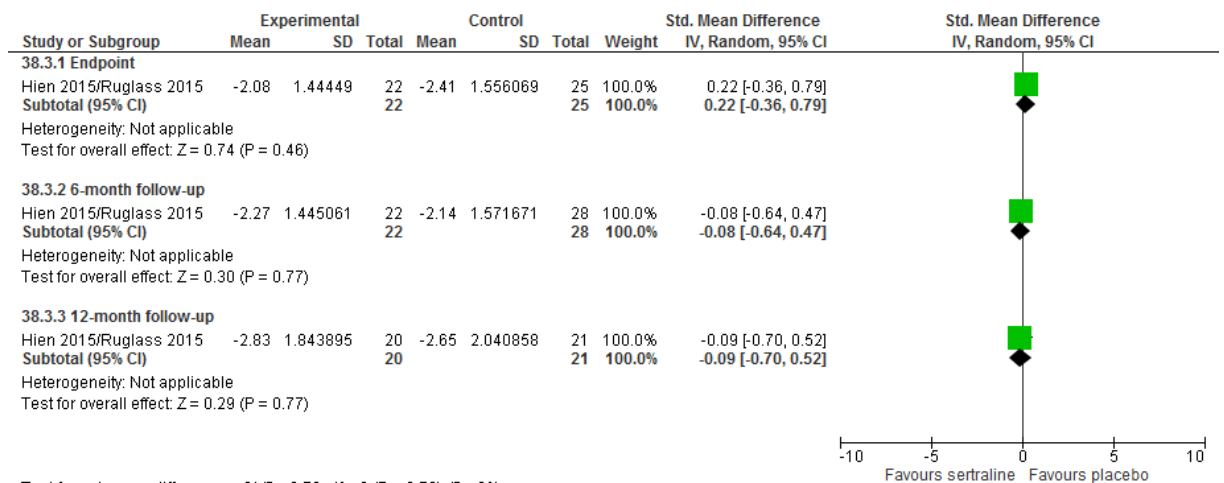 Experimental Control Std. Mean Difference Std. Mean Difference
Study or Subgroup Mean SD Total Mean SD Total Weight IV, Random, 95% CI IV, Random, 95% CI
38.3.1 Endpoint
Hien 2015/Ruglass 2015 -2.08 1.44449 22 -2.41 1.556069 25 100.0% 0.22 [-0.36, 0.79]
Subtotal (95% CI) 22 25 100.0% 0.22 [-0.36, 0.79]
Heterogeneity: Not applicable
Test for overall effect: Z = 0.74 (P = 0.46)
38.3.2 6-month follow-up
Hien 2015/Ruglass 2015 -2.27 1.445061 22 -2.14 1.571671 28 100.0% -0.08 [-0.64, 0.47]
Subtotal (95% CI) 22 28 100.0% -0.08 [-0.64, 0.47]
Heterogeneity: Not applicable
Test for overall effect: Z = 0.30 (P = 0.77)
38.3.3 12-month follow-up
Hien 2015/Ruglass 2015 -2.83 1.843895 20 -2.65 2.040858 21 100.0% -0.09 [-0.70, 0.52]
Subtotal (95% CI) 20 21 100.0% -0.09 [-0.70, 0.52]
Heterogeneity: Not applicable
Test for overall effect: Z = 0.29 (P = 0.77)
-10 -5 0 5 10
Favours sertraline Favours placebo